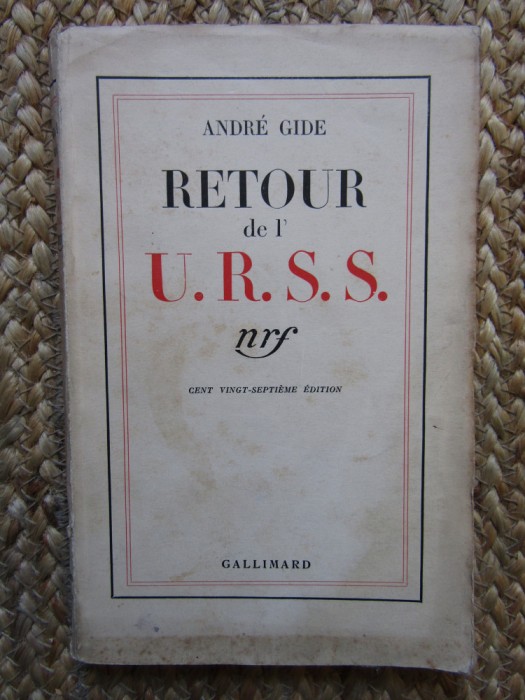 ANDRÉ GIDE
RETOUR
de l'
U. R. S. S.
nrf
CENT VINGT-SEPTIÈME ÉDITION
GALLIMARD